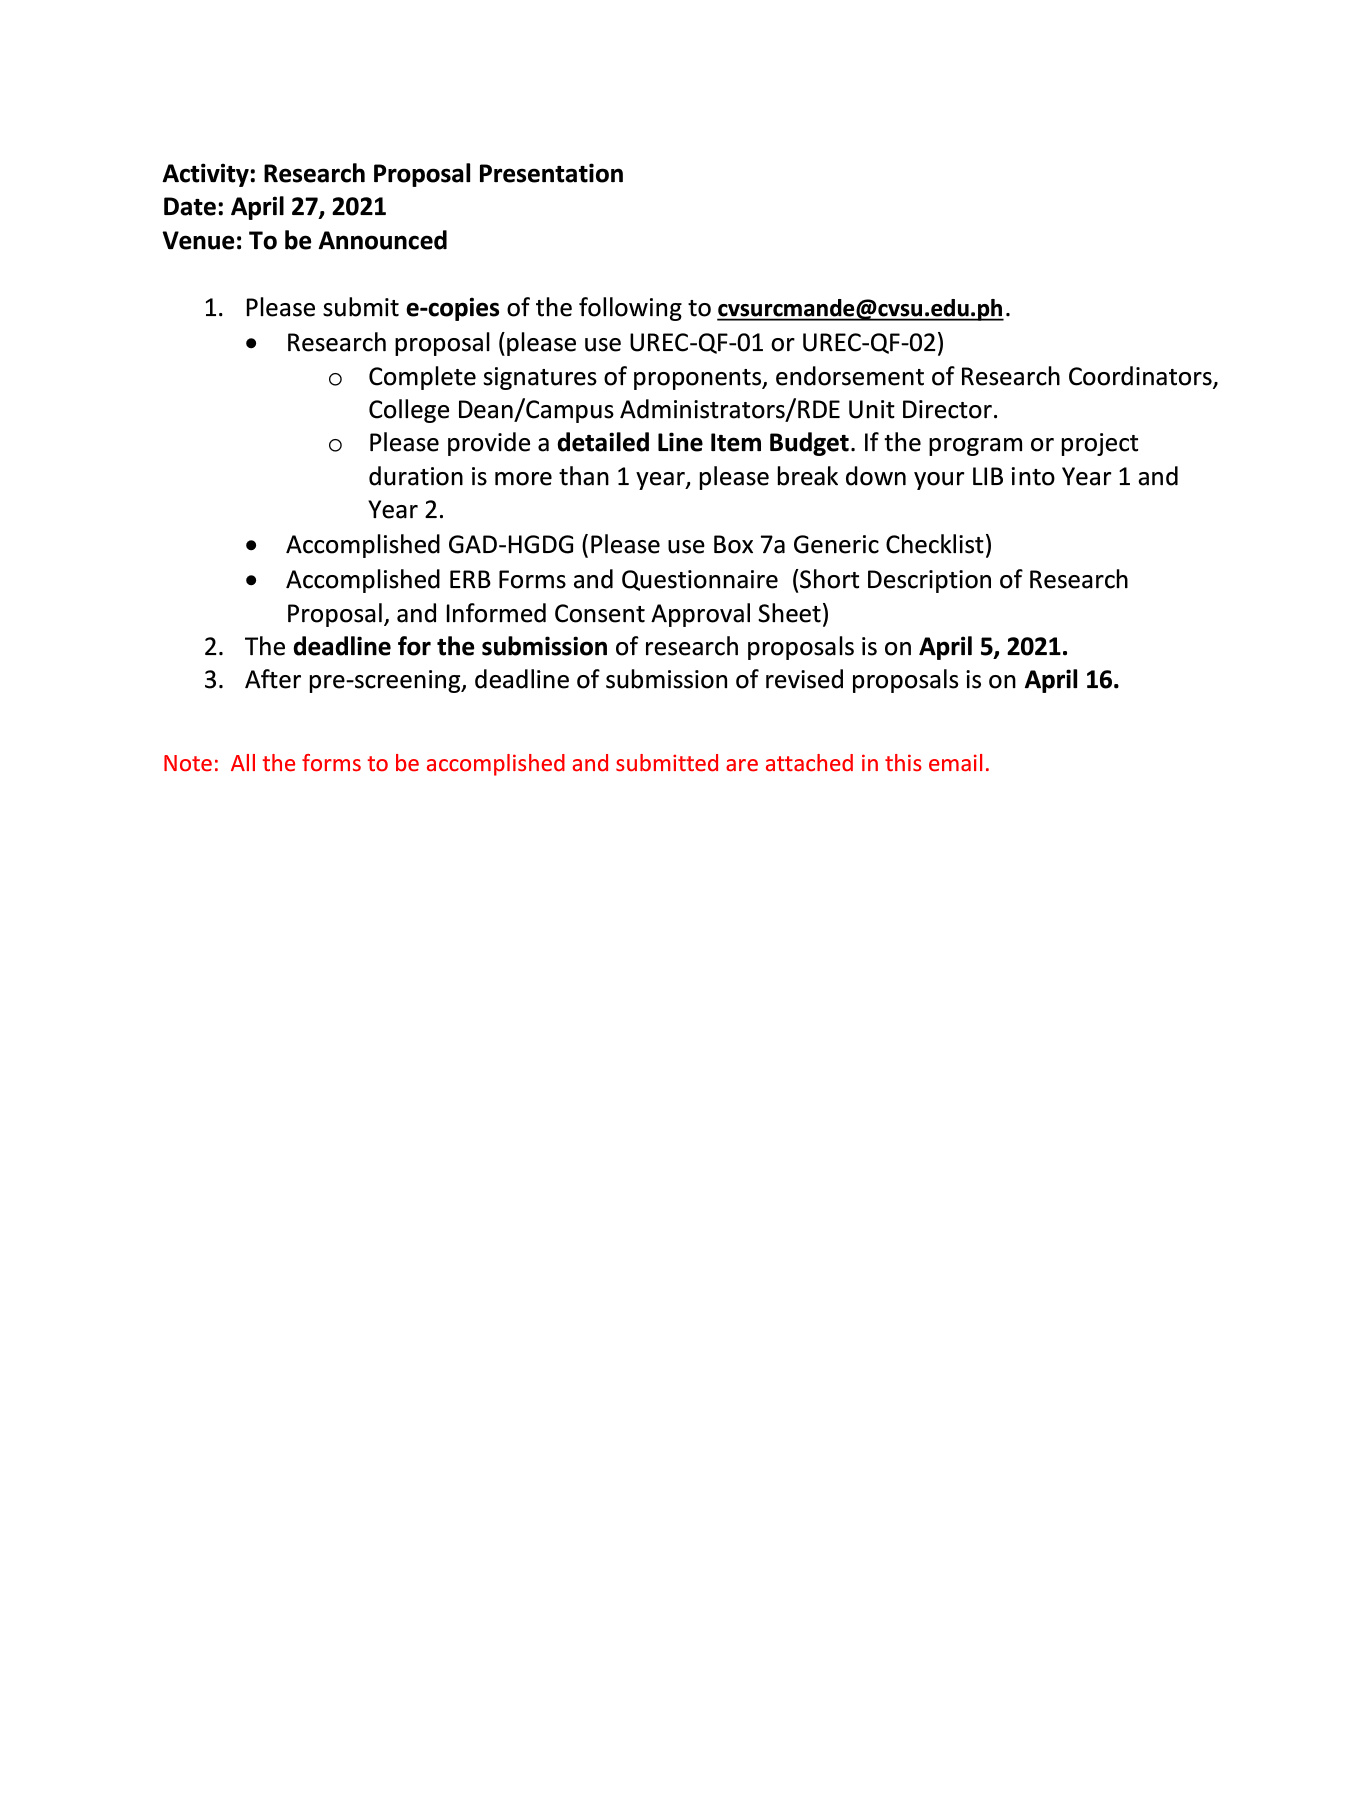 Activity: Research Proposal Presentation
Date: April 27, 2021
Venue: To be Announced
1. Please submit e-copies of the following to cvsurcmande@cvsu.edu.ph.
• Research proposal (please use UREC-QF-01 or UREC-QF-02)
o Complete signatures of proponents, endorsement of Research Coordinators,
College Dean/Campus Administrators/RDE Unit Director.
o Please provide a detailed Line Item Budget. If the program or project
duration is more than 1 year, please break down your LIB into Year 1 and
Year 2.
• Accomplished GAD-HGDG (Please use Box 7a Generic Checklist)
• Accomplished ERB Forms and Questionnaire  (Short Description of Research
Proposal, and Informed Consent Approval Sheet)
2. The deadline for the submission of research proposals is on April 5, 2021.
3. After pre-screening, deadline of submission of revised proposals is on April 16.
Note:  All the forms to be accomplished and submitted are attached in this email.